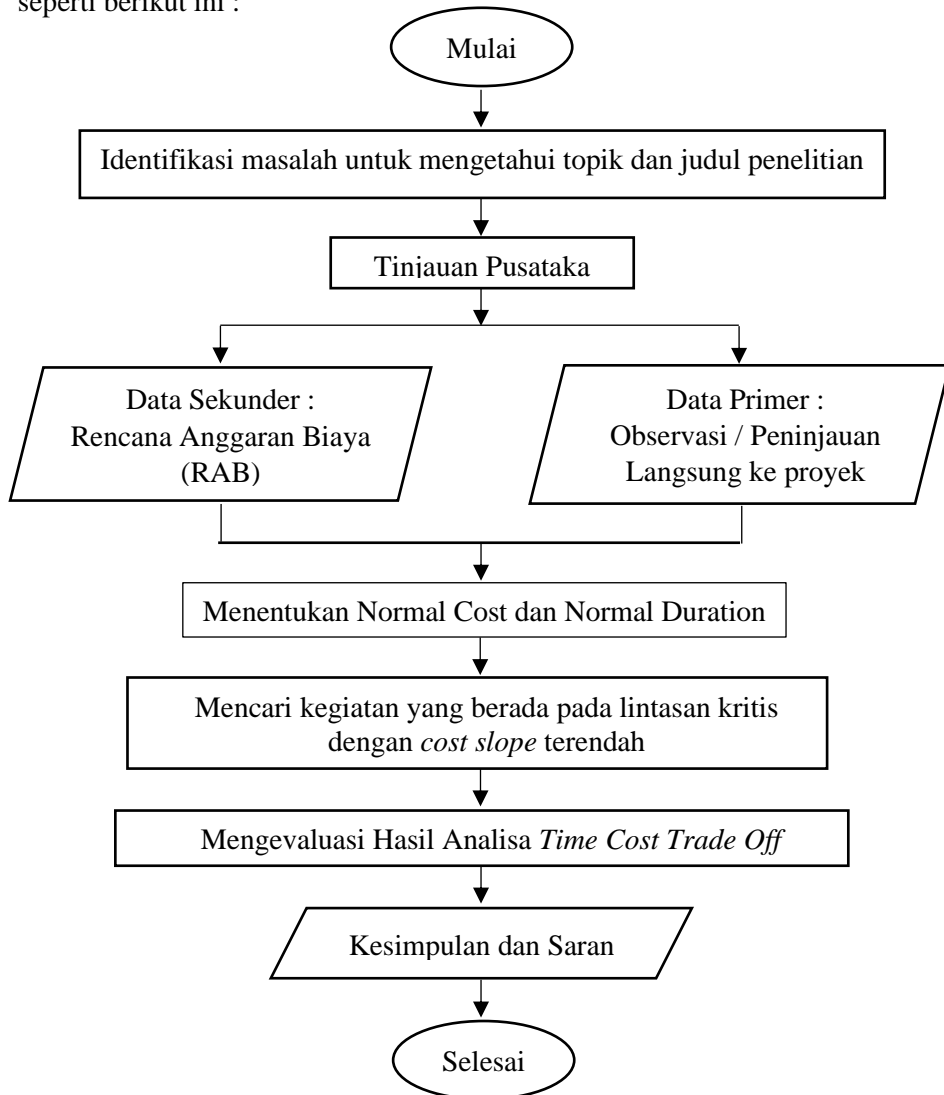 seperti berikut ini :
Mulai
Identifikasi masalah untuk mengetahui topik dan judul penelitian
Tinjauan Pusataka
Data Sekunder :
Rencana Anggaran Biaya
(RAB)
Data Primer :
Observasi / Peninjauan
Langsung ke proyek
Menentukan Normal Cost dan Normal Duration
Mencari kegiatan yang berada pada lintasan kritis
dengan cost slope terendah
Mengevaluasi Hasil Analisa Time Cost Trade Off
Kesimpulan dan Saran
Selesai